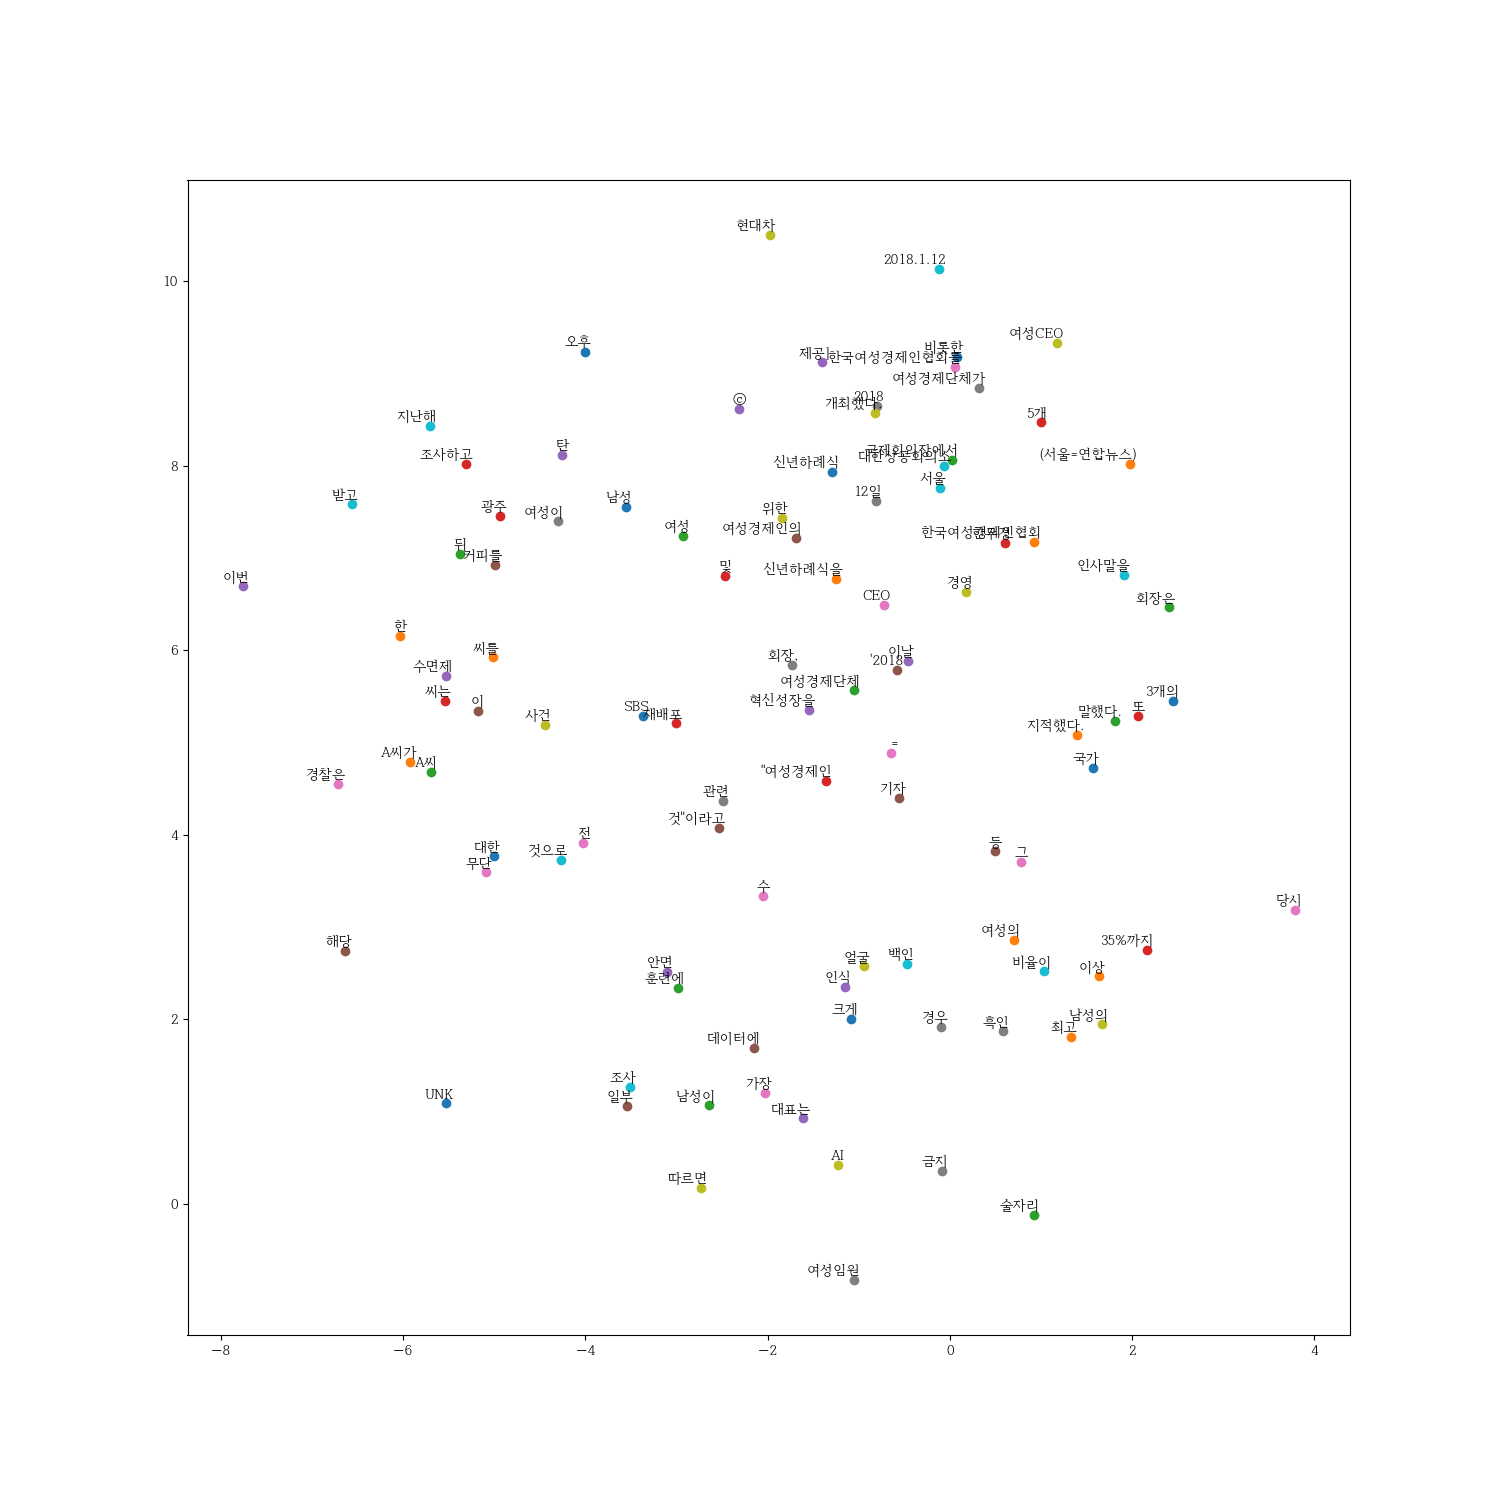 현대차
2018.1.12
10
여성CEO
오후
비롯한
제공]
한국여성경제인협회를
여성경제단체가
2018
ⓒ
개최했다.
5개
지난해
탄
국제회의장에서
조사하고
(서울=연합뉴스)
8
신년하례식
서울
받고
남성
12일
광주
여성이
위한
여성
여성경제인의
한국여성경제인협회
뒤
커피를
및
신년하례식을
인사말을
이번
경영
CEO
회장은
한
6
씨를
이날
회장.
'2018
수면제
여성경제단체
씨는
이
혁신성장을
3개의
사건
SBS
재배포
말했다.
또
지적했다.
A씨가
A씨
=
국가
경찰은
"여성경제인
관련
기자
것"이라고
4
전
대한
것으로
등
그
무단
수
당시
해당
여성의
35%까지
안면
얼굴
백인
비율이
이상
훈련에
인식
2
크게
경우
흑인
남성의
최고
데이터에
조사
가장
UNK
일부
남성이
대표는
AI
금지
따르면
0
술자리
여성임원
−8
−6
−4
−2
0
2
4